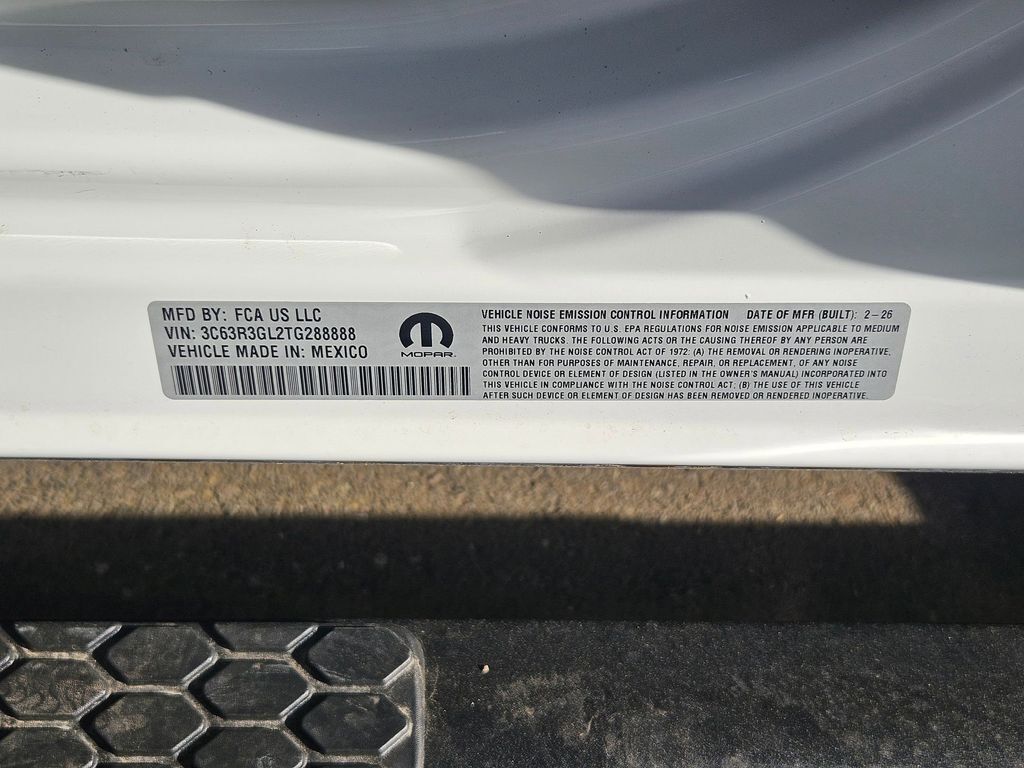 MFD BY: FCA US LLC
VIN: 3C63R3GL2TG288888
VEHICLE MADE IN: MEXICO
MOPAR
VEHICLE NOISE EMISSION CONTROL INFORMATION DATE OF MFR (BUILT): 2-26
THIS VEHICLE CONFORMS TO U.S. EPA REGULATIONS FOR NOISE EMISSION APPLICABLE TO MEDIUM
AND HEAVY TRUCKS. THE FOLLOWING ACTS OR THE CAUSING THEREOF BY ANY PERSON ARE
PROHIBITED BY THE NOISE CONTROL ACT OF 1972: (A) THE REMOVAL OR RENDERING INOPERATIVE,
OTHER THAN FOR PURPOSES OF MAINTENANCE, REPAIR, OR REPLACEMENT, OF ANY NOISE
CONTROL DEVICE OR ELEMENT OF DESIGN (LISTED IN THE OWNER'S MANUAL) INCORPORATED INTO
THIS VEHICLE IN COMPLIANCE WITH THE NOISE CONTROL ACT. (B) THE USE OF THIS VEHICLE
AFTER SUCH DEVICE OR ELEMENT OF DESIGN HAS BEEN REMOVED OR RENDERED INOPERATIVE.